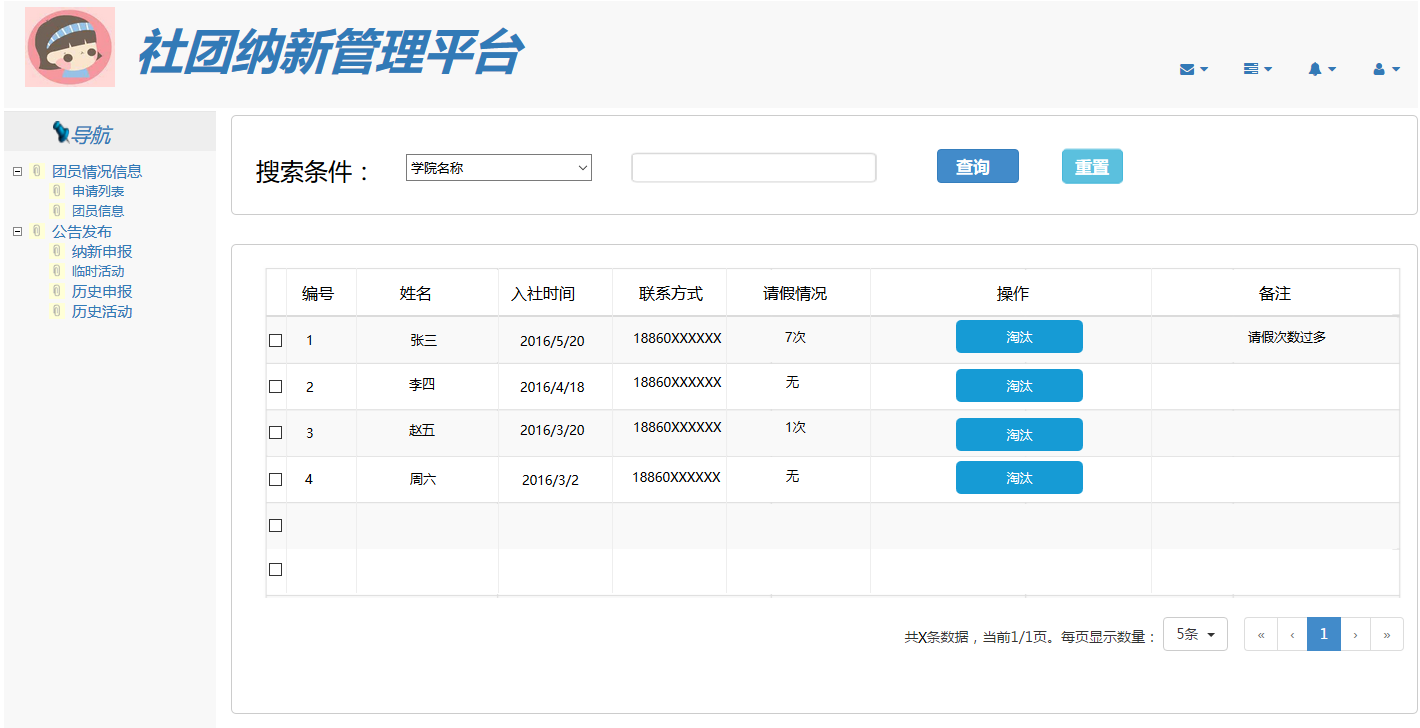 社团纳新管理平台
导航
团员情况信息
申请列表
团员信息
公告发布
纳新申报
临时活动
历史申报
历史活动
搜索条件： 学院名称 查询 重置
编号 姓名 入社时间 联系方式 请假情况 操作 备注
1 张三 2016/5/20 18860XXXXXX 7次 淘汰 请假次数过多
2 李四 2016/4/18 18860XXXXXX 无 淘汰
3 赵五 2016/3/20 18860XXXXXX 1次 淘汰
4 周六 2016/3/2 18860XXXXXX 无 淘汰
共X条数据，当前1/1页。每页显示数量： 5条 « ‹ 1 › »